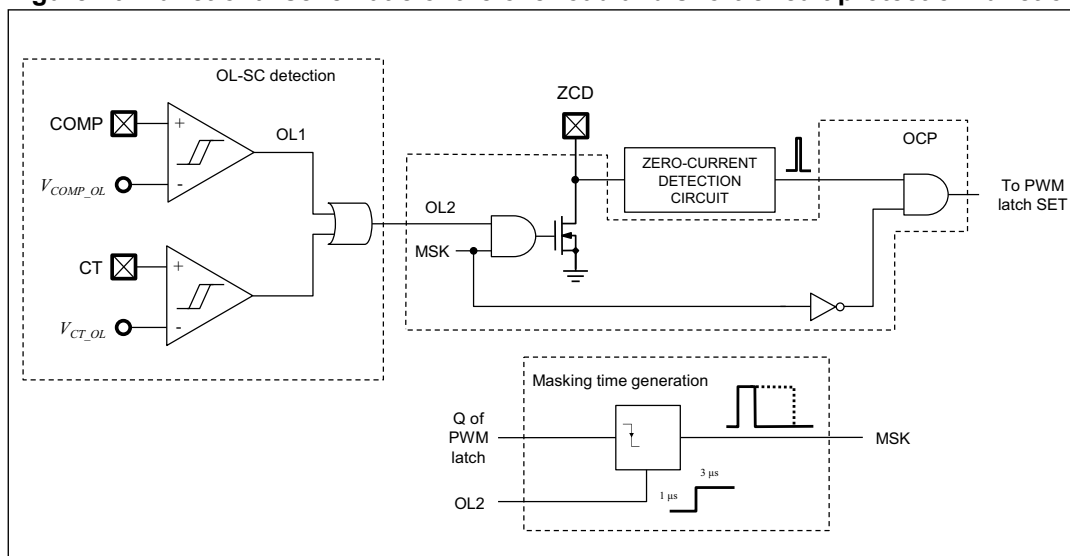 OL-SC detection
COMP
+
-
V_COMP_OL
OL1
CT
+
-
V_CT_OL
OL2
MSK
ZCD
ZERO-CURRENT
DETECTION
CIRCUIT
OCP
To PWM
latch SET
Masking time generation
Q of
PWM
latch
MSK
OL2
1 µs
3 µs